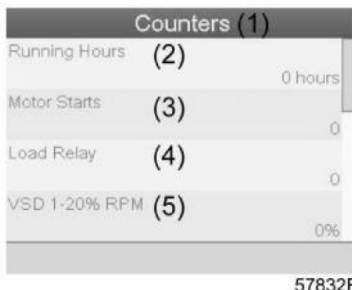 Counters (1)
Running Hours (2)
0 hours
Motor Starts (3)
0
Load Relay (4)
0
VSD 1-20% RPM (5)
0%
57832F